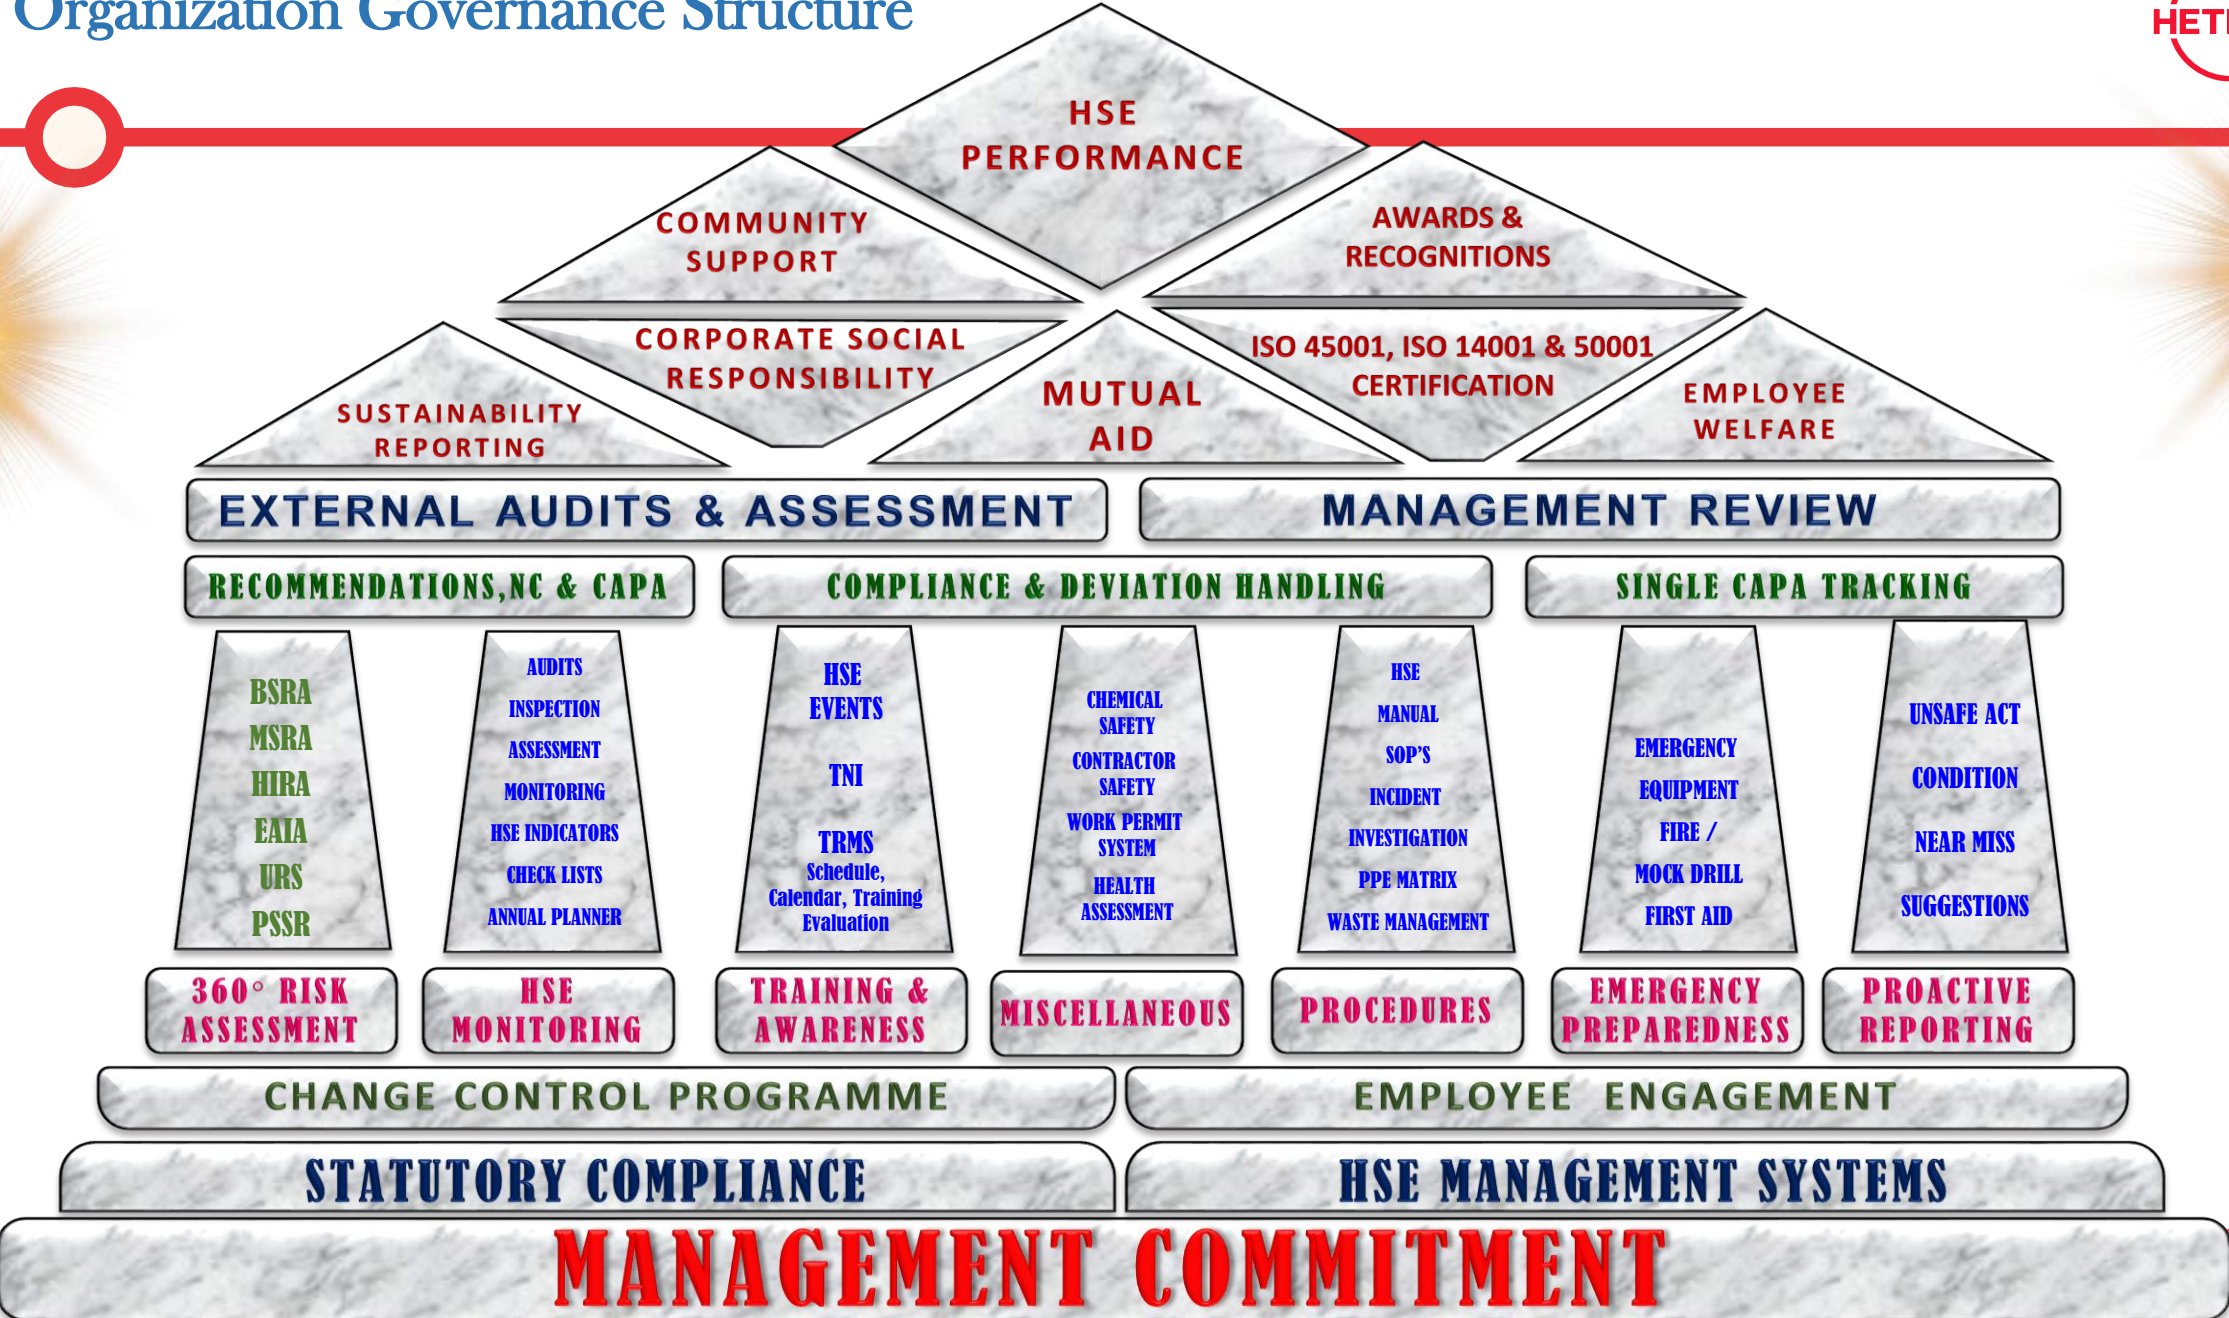 Organization Governance Structure
HSE
PERFORMANCE
COMMUNITY
SUPPORT
AWARDS &
RECOGNITIONS
CORPORATE SOCIAL
RESPONSIBILITY
ISO 45001, ISO 14001 & 50001
CERTIFICATION
SUSTAINABILITY
REPORTING
MUTUAL
AID
EMPLOYEE
WELFARE
EXTERNAL AUDITS & ASSESSMENT
MANAGEMENT REVIEW
RECOMMENDATIONS,NC & CAPA
COMPLIANCE & DEVIATION HANDLING
SINGLE CAPA TRACKING
BSRA
MSRA
HIRA
EAIA
URS
PSSR
AUDITS
INSPECTION
ASSESSMENT
MONITORING
HSE INDICATORS
CHECK LISTS
ANNUAL PLANNER
HSE
EVENTS
TNI
TRMS
Schedule,
Calendar, Training
Evaluation
CHEMICAL
SAFETY
CONTRACTOR
SAFETY
WORK PERMIT
SYSTEM
HEALTH
ASSESSMENT
HSE
MANUAL
SOP'S
INCIDENT
INVESTIGATION
PPE MATRIX
WASTE MANAGEMENT
EMERGENCY
EQUIPMENT
FIRE /
MOCK DRILL
FIRST AID
UNSAFE ACT
CONDITION
NEAR MISS
SUGGESTIONS
360° RISK
ASSESSMENT
HSE
MONITORING
TRAINING &
AWARENESS
MISCELLANEOUS
PROCEDURES
EMERGENCY
PREPAREDNESS
PROACTIVE
REPORTING
CHANGE CONTROL PROGRAMME
EMPLOYEE ENGAGEMENT
STATUTORY COMPLIANCE
HSE MANAGEMENT SYSTEMS
MANAGEMENT COMMITMENT